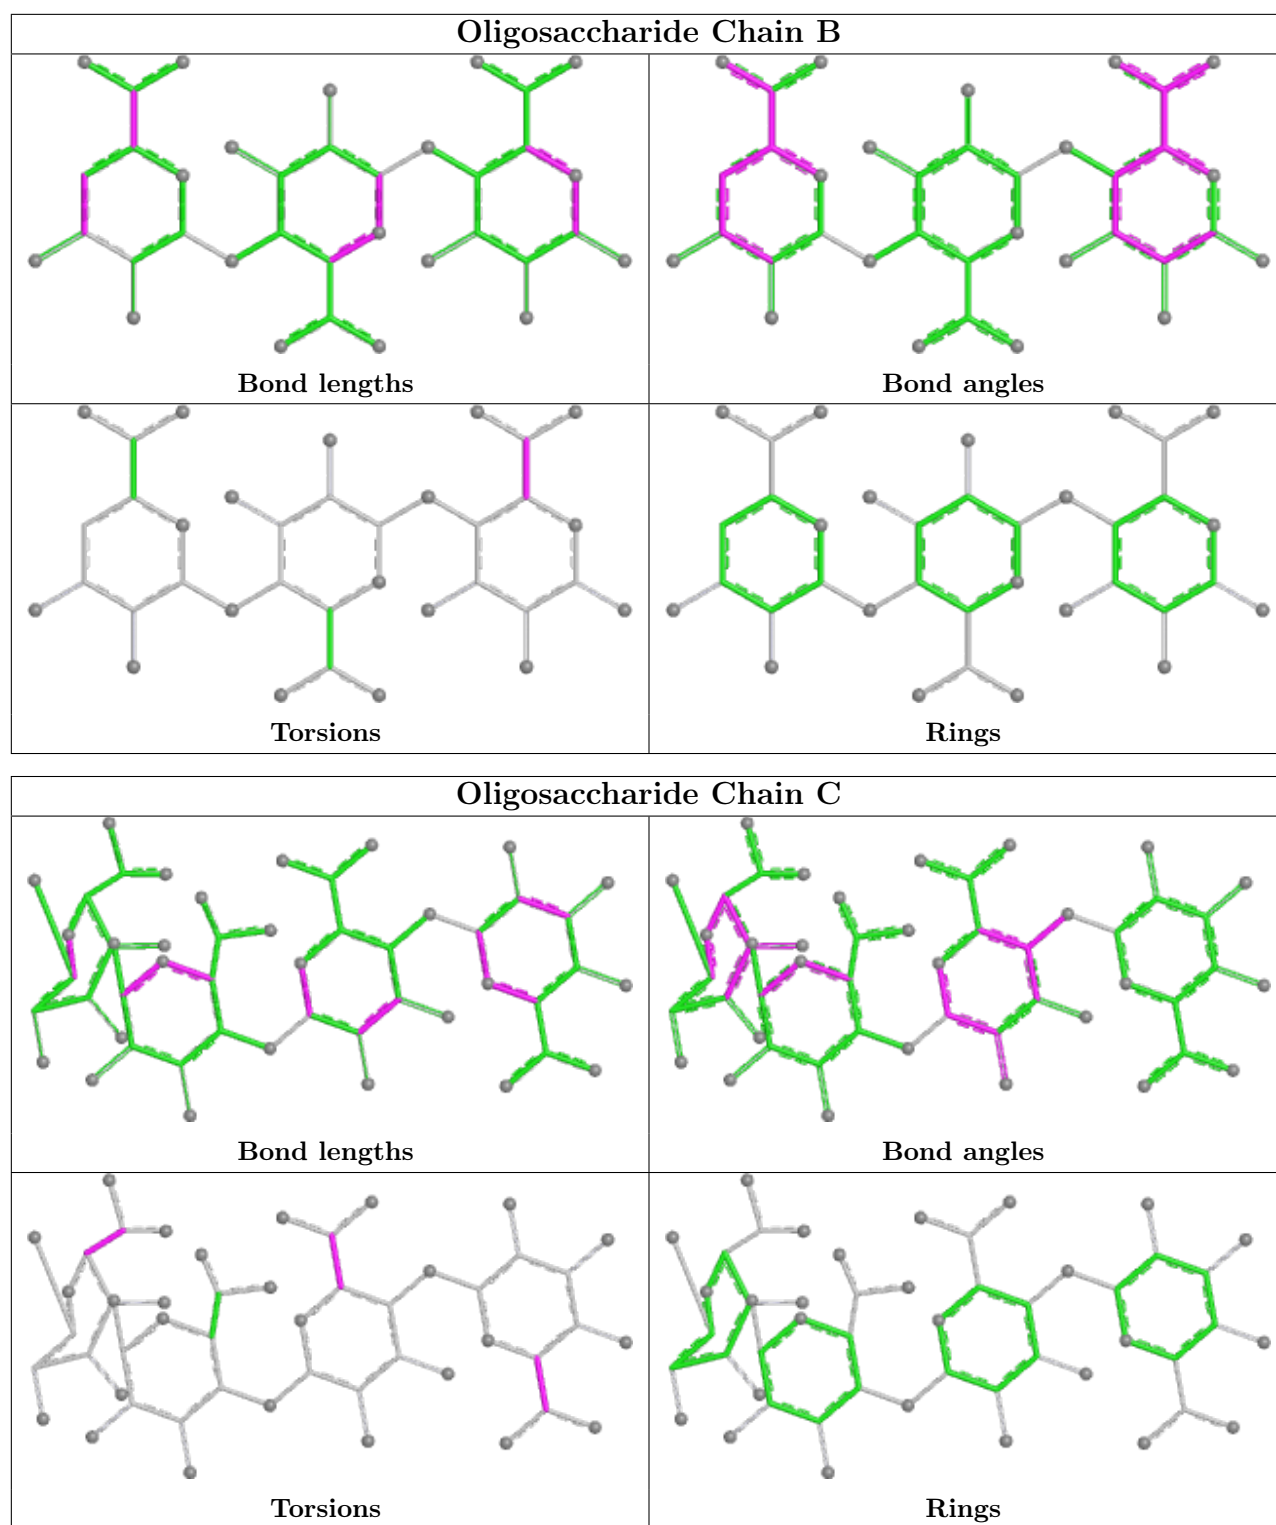 Oligosaccharide Chain B
Bond lengths
Bond angles
Torsions
Rings
Oligosaccharide Chain C
Bond lengths
Bond angles
Torsions
Rings